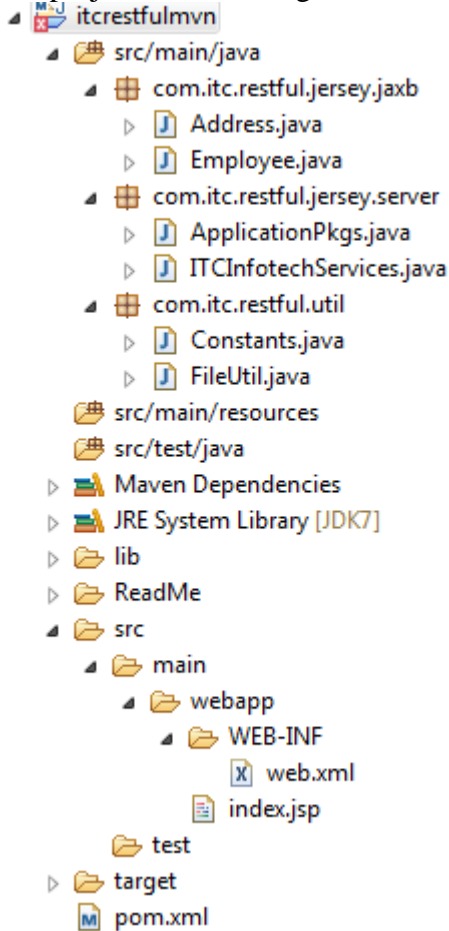 itcrestfulmvn
src/main/java
com.itc.restful.jersey.jaxb
Address.java
Employee.java
com.itc.restful.jersey.server
ApplicationPkgs.java
ITCInfotechServices.java
com.itc.restful.util
Constants.java
FileUtil.java
src/main/resources
src/test/java
Maven Dependencies
JRE System Library [JDK7]
lib
ReadMe
src
main
webapp
WEB-INF
web.xml
index.jsp
test
target
pom.xml